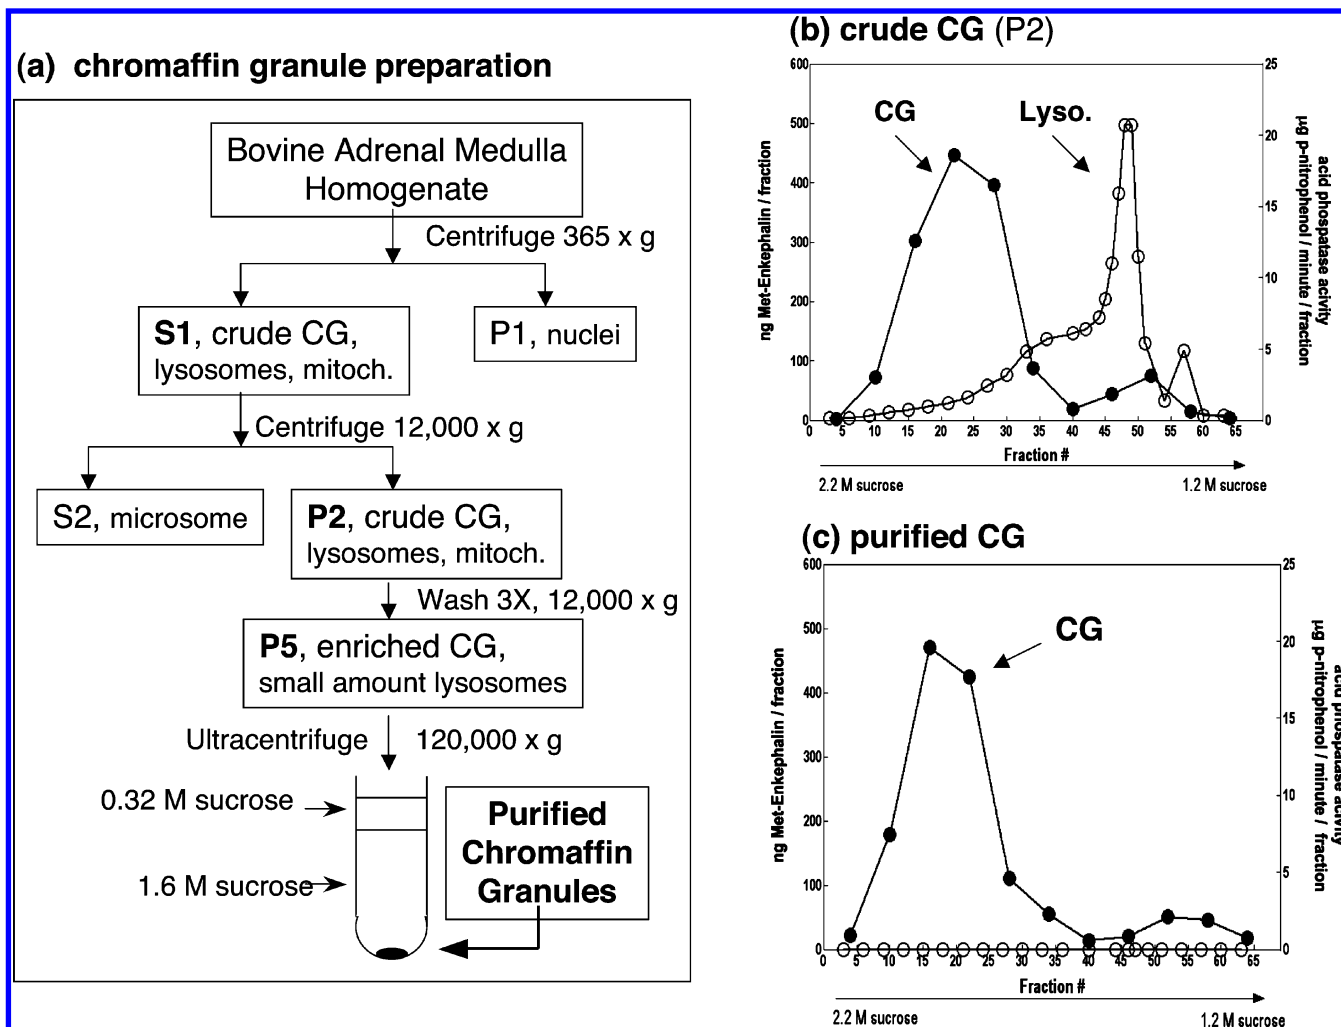 (a) chromaffin granule preparation
Bovine Adrenal Medulla
Homogenate
Centrifuge 365 x g
S1, crude CG,
lysosomes, mitoch.
P1, nuclei
Centrifuge 12,000 x g
S2, microsome
P2, crude CG,
lysosomes, mitoch.
Wash 3X, 12,000 x g
P5, enriched CG,
small amount lysosomes
Ultracentrifuge 120,000 x g
0.32 M sucrose
1.6 M sucrose
Purified
Chromaffin
Granules
(b) crude CG (P2)
600
500
400
300
200
100
0
ng Met-Enkephalin / fraction
CG
Lyso.
25
20
15
10
5
0
acid phospatase acivity
µg p-nitrophenol / minute / fraction
0 5 10 15 20 25 30 35 40 45 50 55 60 65
Fraction #
2.2 M sucrose 1.2 M sucrose
(c) purified CG
600
500
400
300
200
100
0
ng Met-Enkephalin / fraction
CG
25
20
15
10
5
0
acid phospatase activity
µg p-nitrophenol / minute / fraction
0 5 10 15 20 25 30 35 40 45 50 55 60 65
Fraction #
2.2 M sucrose 1.2 M sucrose